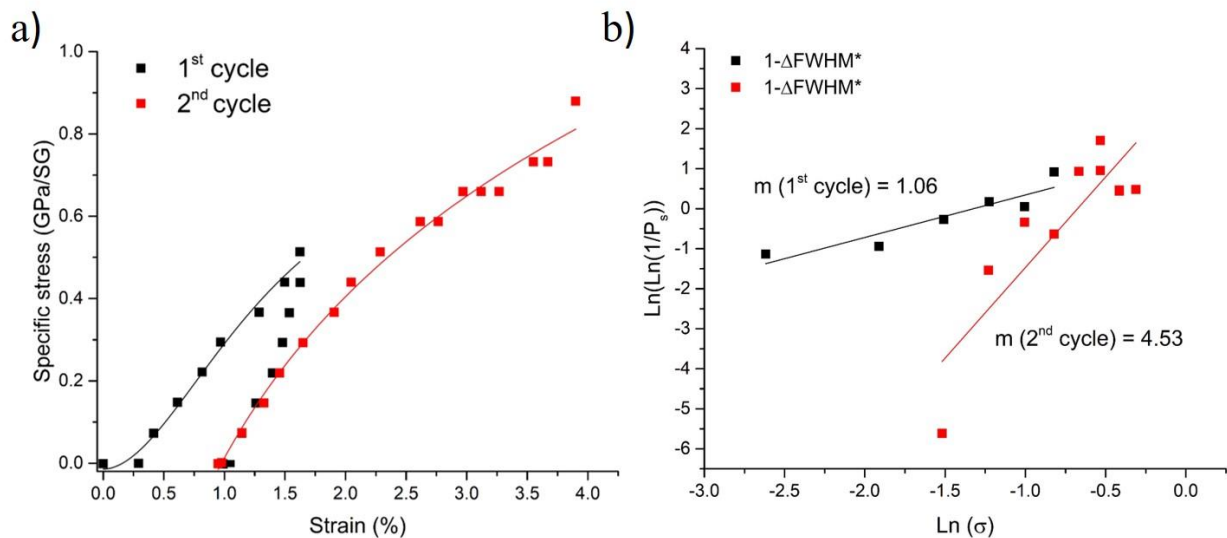 a)
1st cycle
2nd cycle
Specific stress (GPa/SG)
1.0
0.8
0.6
0.4
0.2
0.0
0.0 0.5 1.0 1.5 2.0 2.5 3.0 3.5 4.0
Strain (%)
b)
1-ΔFWHM*
1-ΔFWHM*
m (1st cycle) = 1.06
m (2nd cycle) = 4.53
Ln(Ln(1/Ps))
4
3
2
1
0
-1
-2
-3
-4
-5
-6
-3.0 -2.5 -2.0 -1.5 -1.0 -0.5 0.0
Ln (σ)